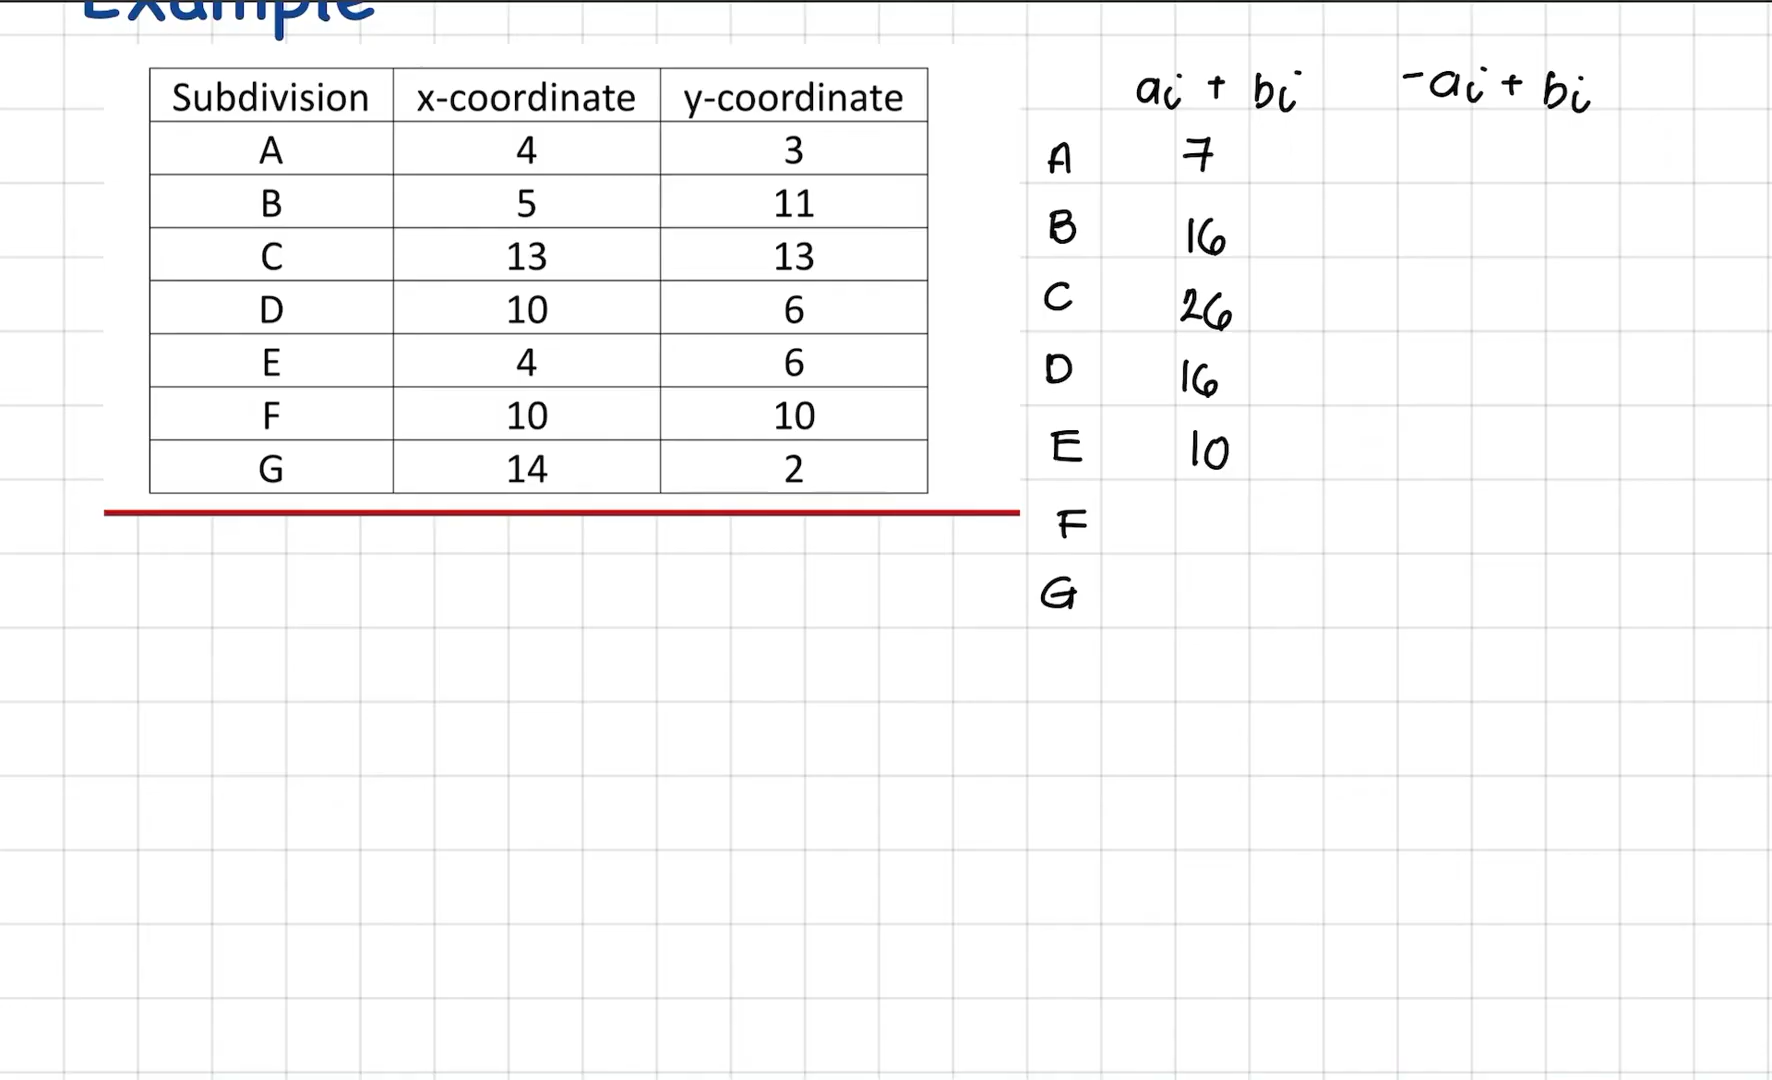 Example
Subdivision x-coordinate y-coordinate
A 4 3
B 5 11
C 13 13
D 10 6
E 4 6
F 10 10
G 14 2
ai + bi -ai + bi
A 7
B 16
C 26
D 16
E 10
F
G